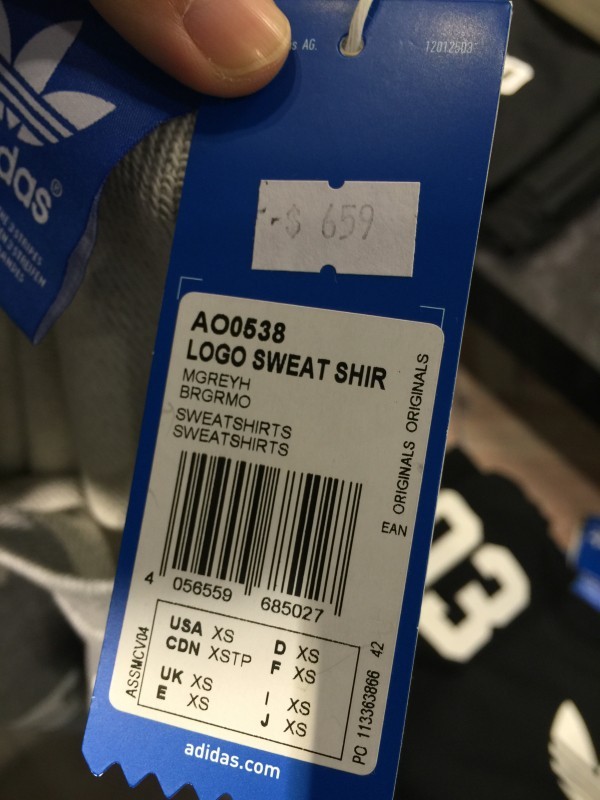 s AG.
12012503
adidas®
$ 659
AO0538
LOGO SWEAT SHIR
MGREYH
BRGRMO
SWEATSHIRTS
SWEATSHIRTS
ORIGINALS ORIGINALS
EAN
4 056559 685027
ASSMCV04
USA XS
CDN XSTP
UK XS
E XS
D XS
F XS
I XS
J XS
PO 113363866 42
adidas.com
03